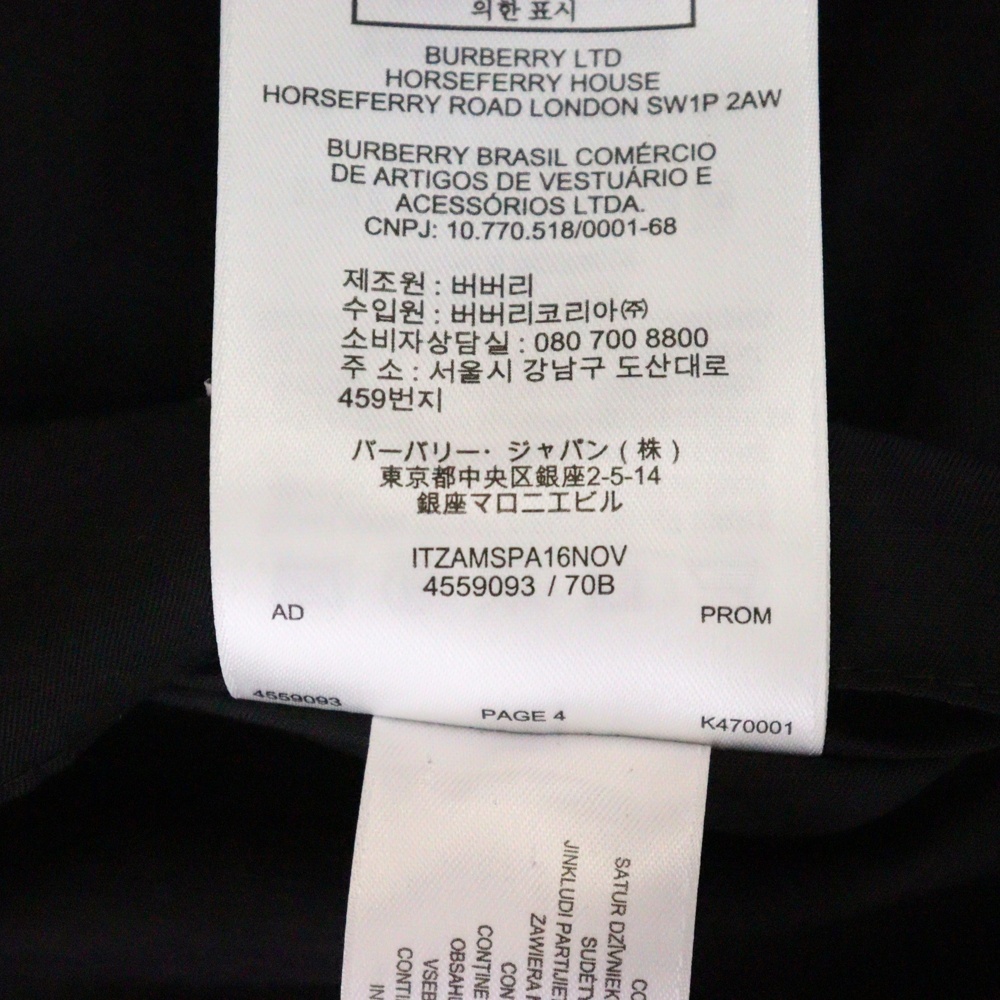 의한 표시
BURBERRY LTD
HORSEFERRY HOUSE
HORSEFERRY ROAD LONDON SW1P 2AW
BURBERRY BRASIL COMÉRCIO
DE ARTIGOS DE VESTUÁRIO E
ACESSÓRIOS LTDA.
CNPJ: 10.770.518/0001-68
제조원 : 버버리
수입원 : 버버리코리아㈜
소비자상담실 : 080 700 8800
주 소 : 서울시 강남구 도산대로
459번지
バーバリー・ジャパン ( 株 )
東京都中央区銀座2-5-14
銀座マロニエビル
ITZAMSPA16NOV
4559093 / 70B
AD PROM
4559093 PAGE 4 K470001
SATUR DZĪVNIEK
JINKLUDI PARTIJIET
ZAWIERA